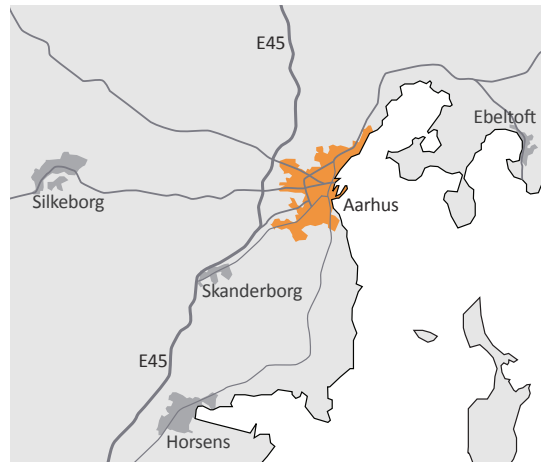 E45
Ebeltoft
Silkeborg
Aarhus
Skanderborg
E45
Horsens